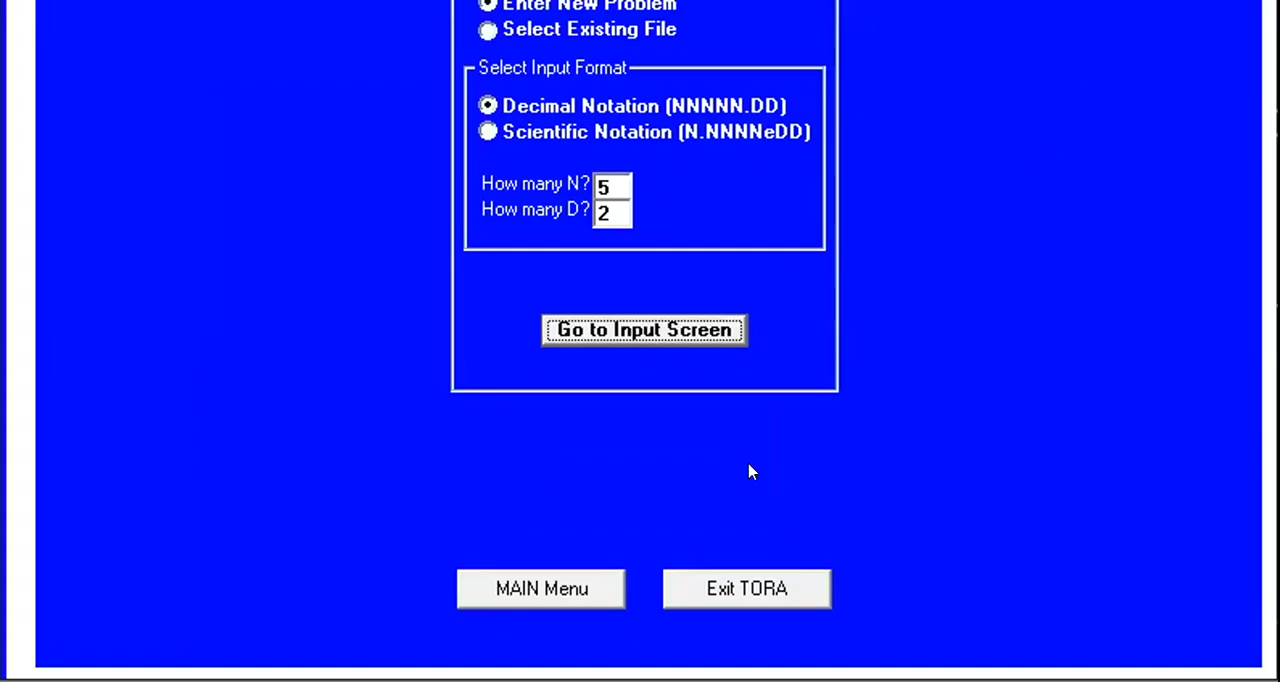 Enter New Problem
Select Existing File
Select Input Format
Decimal Notation (NNNNN.DD)
Scientific Notation (N.NNNNeDD)
How many N? 5
How many D? 2
Go to Input Screen
MAIN Menu Exit TORA